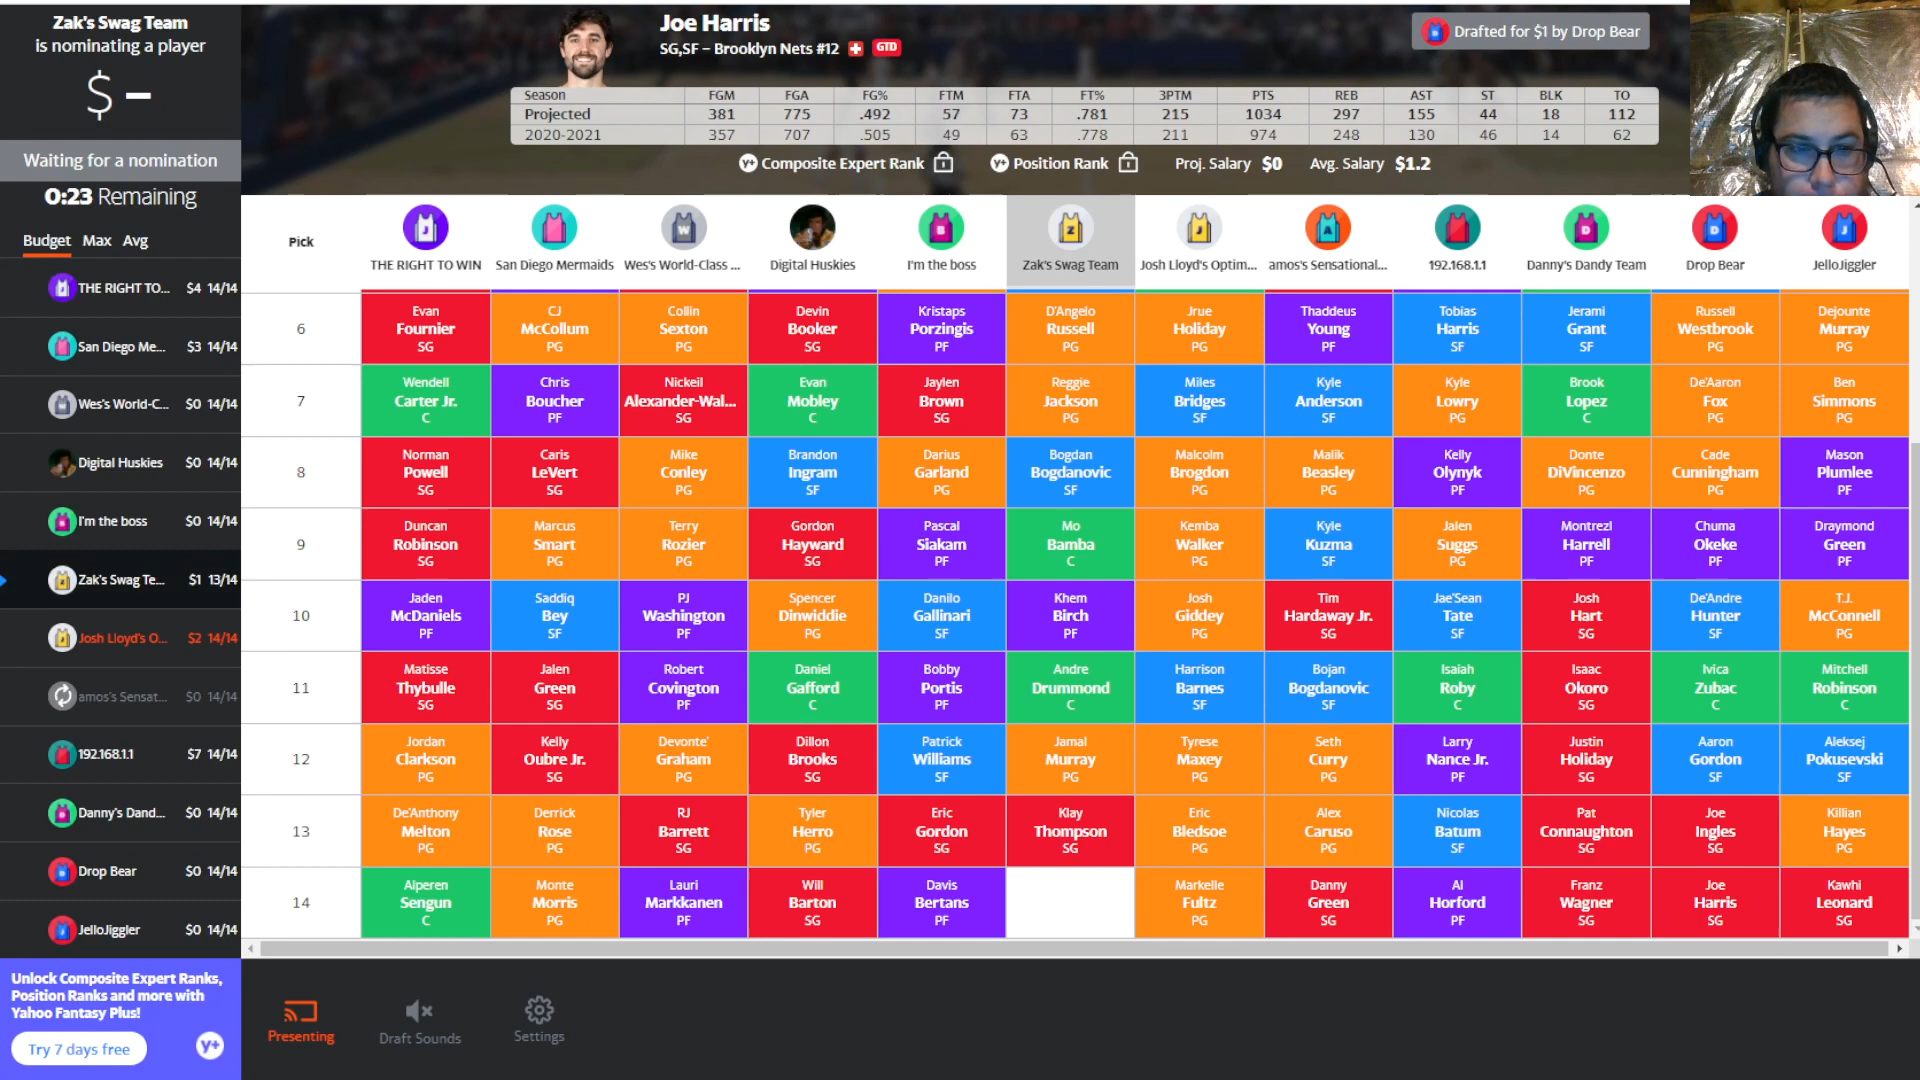 Zak's Swag Team
is nominating a player
$ –
Waiting for a nomination
0:23 Remaining
Budget Max Avg
THE RIGHT TO... $4 14/14
San Diego Me... $3 14/14
Wes's World-C... $0 14/14
Digital Huskies $0 14/14
I'm the boss $0 14/14
Zak's Swag Te... $1 13/14
Josh Lloyd's O... $2 14/14
amos's Sensat... $0 14/14
192.168.1.1 $7 14/14
Danny's Dand... $0 14/14
Drop Bear $0 14/14
JelloJiggler $0 14/14
Unlock Composite Expert Ranks,
Position Ranks and more with
Yahoo Fantasy Plus!
Try 7 days free y+
Joe Harris
SG,SF – Brooklyn Nets #12 GTD
Drafted for $1 by Drop Bear
Season FGM FGA FG% FTM FTA FT% 3PTM PTS REB AST ST BLK TO
Projected 381 775 .492 57 73 .781 215 1034 297 155 44 18 112
2020-2021 357 707 .505 49 63 .778 211 974 248 130 46 14 62
y+ Composite Expert Rank y+ Position Rank Proj. Salary $0 Avg. Salary $1.2
J W B Z J A D D J
Pick THE RIGHT TO WIN San Diego Mermaids Wes's World-Class ... Digital Huskies I'm the boss Zak's Swag Team Josh Lloyd's Optim... amos's Sensational... 192.168.1.1 Danny's Dandy Team Drop Bear JelloJiggler
Evan CJ Collin Devin Kristaps D'Angelo Jrue Thaddeus Tobias Jerami Russell Dejounte
6 Fournier McCollum Sexton Booker Porzingis Russell Holiday Young Harris Grant Westbrook Murray
SG PG PG SG PF PG PG PF SF SF PG PG
Wendell Chris Nickeil Evan Jaylen Reggie Miles Kyle Kyle Brook De'Aaron Ben
7 Carter Jr. Boucher Alexander-Wal... Mobley Brown Jackson Bridges Anderson Lowry Lopez Fox Simmons
C PF SG C SG PG SF SF PG C PG PG
Norman Caris Mike Brandon Darius Bogdan Malcolm Malik Kelly Donte Cade Mason
8 Powell LeVert Conley Ingram Garland Bogdanovic Brogdon Beasley Olynyk DiVincenzo Cunningham Plumlee
SG SG PG SF PG SF PG PG PF PG PG PF
Duncan Marcus Terry Gordon Pascal Mo Kemba Kyle Jalen Montrezl Chuma Draymond
9 Robinson Smart Rozier Hayward Siakam Bamba Walker Kuzma Suggs Harrell Okeke Green
SG PG PG SG PF C PG SF PG PF PF PF
Jaden Saddiq PJ Spencer Danilo Khem Josh Tim Jae'Sean Josh De'Andre T.J.
10 McDaniels Bey Washington Dinwiddie Gallinari Birch Giddey Hardaway Jr. Tate Hart Hunter McConnell
PF SF PF PG SF PF PG SG SF SG SF PG
Matisse Jalen Robert Daniel Bobby Andre Harrison Bojan Isaiah Isaac Ivica Mitchell
11 Thybulle Green Covington Gafford Portis Drummond Barnes Bogdanovic Roby Okoro Zubac Robinson
SG SG PF C PF C SF SF C SG C C
Jordan Kelly Devonte' Dillon Patrick Jamal Tyrese Seth Larry Justin Aaron Aleksej
12 Clarkson Oubre Jr. Graham Brooks Williams Murray Maxey Curry Nance Jr. Holiday Gordon Pokusevski
PG SG PG SG SF PG PG PG PF SG SF SF
De'Anthony Derrick RJ Tyler Eric Klay Eric Alex Nicolas Pat Joe Killian
13 Melton Rose Barrett Herro Gordon Thompson Bledsoe Caruso Batum Connaughton Ingles Hayes
PG PG SG PG SG SG PG PG SF SG SG PG
Alperen Monte Lauri Will Davis Markelle Danny Al Franz Joe Kawhi
14 Sengun Morris Markkanen Barton Bertans Fultz Green Horford Wagner Harris Leonard
C PG PF SG PF PG SG PF SG SG SG
Presenting Draft Sounds Settings